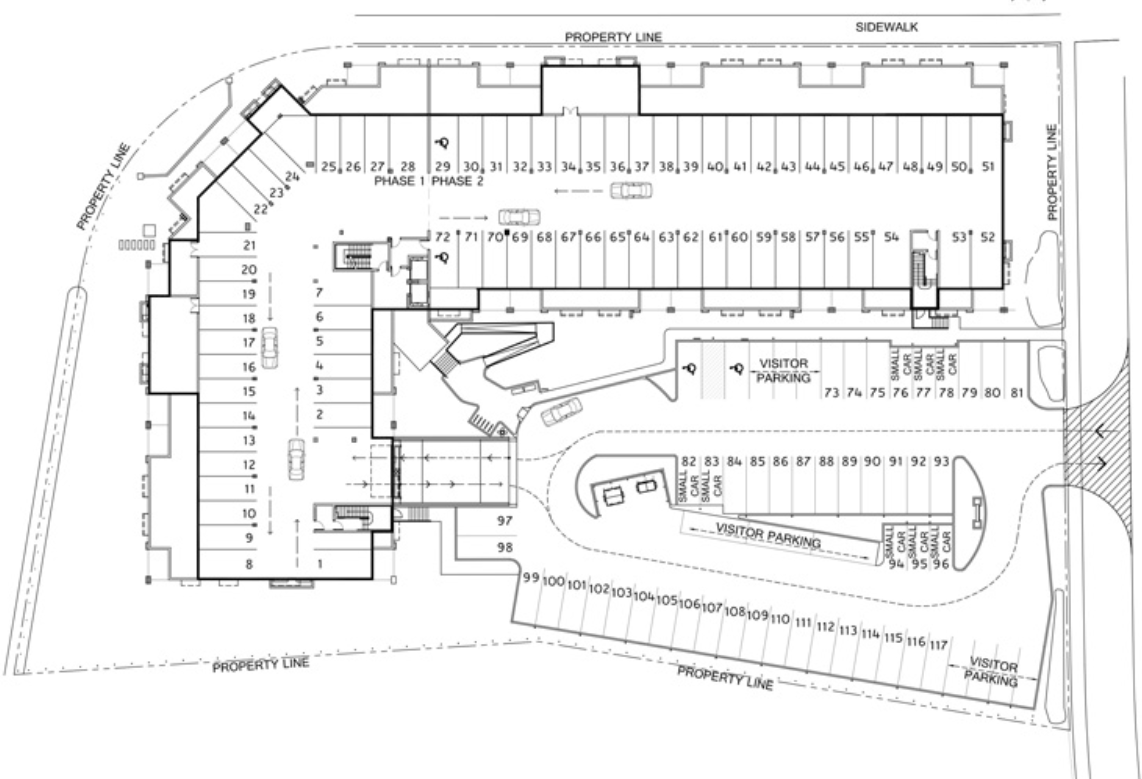 SIDEWALK
PROPERTY LINE
PROPERTY LINE
PROPERTY LINE
25 26 27 28 29 30 31 32 33 34 35 36 37 38 39 40 41 42 43 44 45 46 47 48 49 50 51
PHASE 1 PHASE 2
24
23
22
21
20
19
18
17
16
15
14
13
12
11
10
9
8
7
6
5
4
3
2
1
72 71 70 69 68 67 66 65 64 63 62 61 60 59 58 57 56 55 54 53 52
VISITOR
PARKING
SMALL CAR
SMALL CAR
SMALL CAR
73 74 75 76 77 78 79 80 81
82 83 84 85 86 87 88 89 90 91 92 93
SMALL CAR
SMALL CAR
VISITOR PARKING
SMALL CAR
SMALL CAR
SMALL CAR
94 95 96
97
98
99 100 101 102 103 104 105 106 107 108 109 110 111 112 113 114 115 116 117
VISITOR
PARKING
PROPERTY LINE
PROPERTY LINE